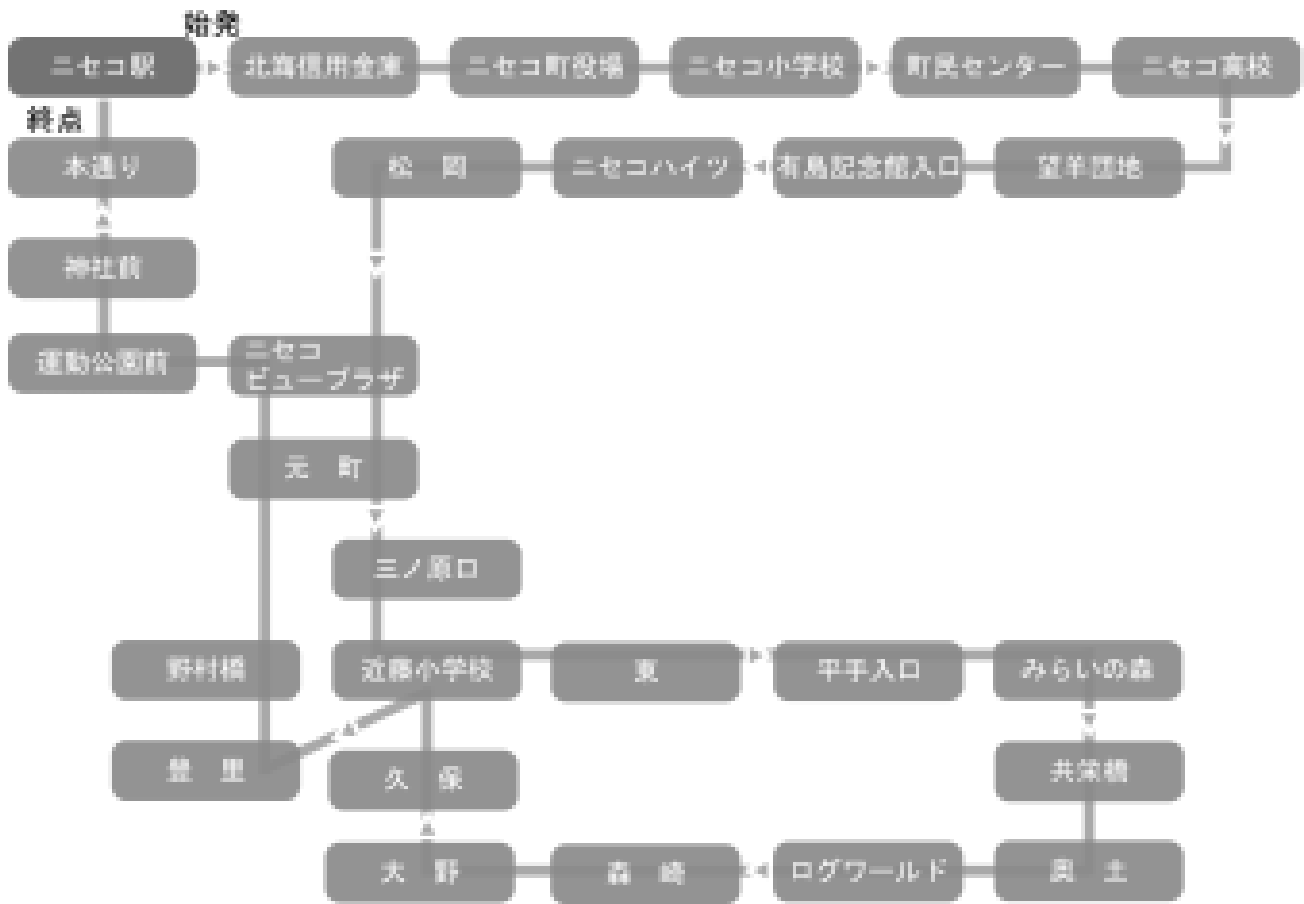 始発
ニセコ駅
北海信用金庫
ニセコ町役場
ニセコ小学校
町民センター
ニセコ高校
終点
本通り
松　岡
ニセコハイツ
有島記念館入口
望羊団地
神社前
運動公園前
ニセコ
ビュープラザ
元　町
三ノ原口
野村橋
近藤小学校
東
平手入口
みらいの森
豊　里
久　保
共栄橋
大　野
森　崎
ログワールド
奥　土